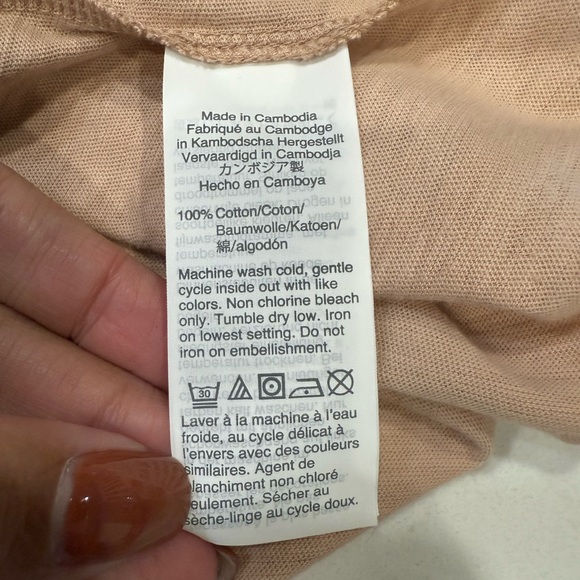 Made in Cambodia
Fabriqué au Cambodge
in Kambodscha Hergestellt
Vervaardigd in Cambodja
カンボジア製
Hecho en Camboya
100% Cotton/Coton/
Baumwolle/Katoen/
綿/algodón
Machine wash cold, gentle
cycle inside out with like
colors. Non chlorine bleach
only. Tumble dry low. Iron
on lowest setting. Do not
iron on embellishment.
30
Laver à la machine à l'eau
froide, au cycle délicat à
l'envers avec des couleurs
similaires. Agent de
blanchiment non chloré
seulement. Sécher au
sèche-linge au cycle doux.